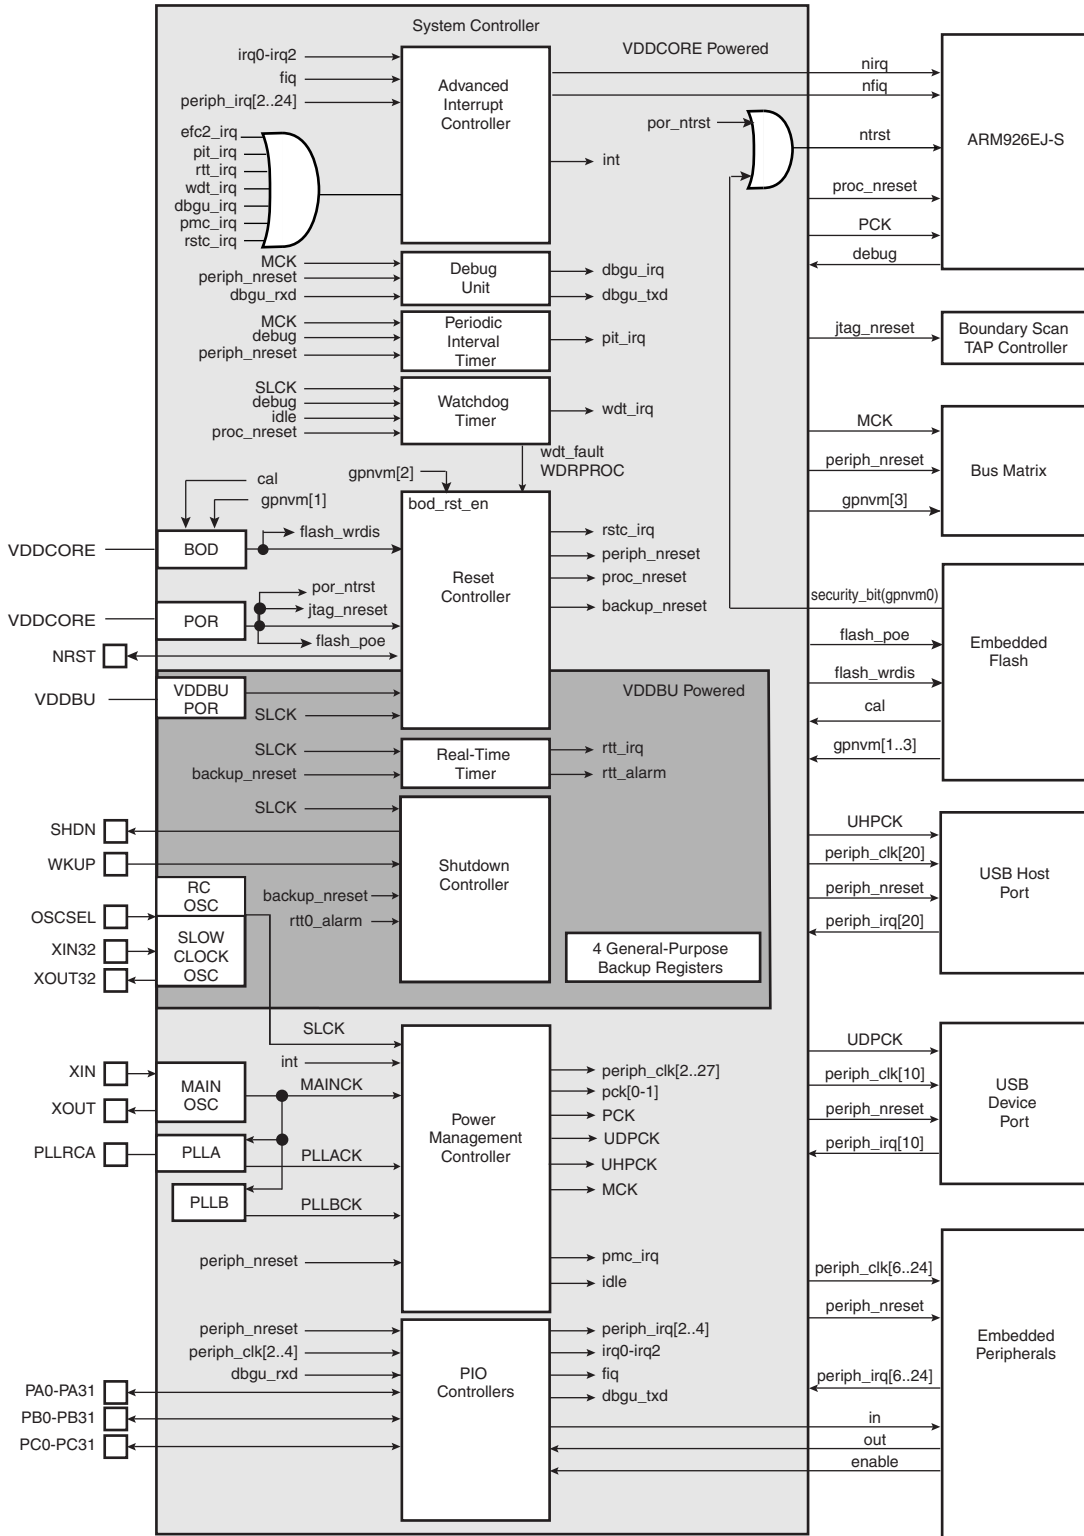 System Controller
VDDCORE Powered
irq0-irq2
fiq
periph_irq[2..24]
efc2_irq
pit_irq
rtt_irq
wdt_irq
dbgu_irq
pmc_irq
rstc_irq
Advanced
Interrupt
Controller
int
por_ntrst
nirq
nfiq
ntrst
proc_nreset
PCK
debug
ARM926EJ-S
MCK
periph_nreset
dbgu_rxd
Debug
Unit
dbgu_irq
dbgu_txd
MCK
debug
periph_nreset
Periodic
Interval
Timer
pit_irq
jtag_nreset
Boundary Scan
TAP Controller
SLCK
debug
idle
proc_nreset
Watchdog
Timer
wdt_irq
wdt_fault
WDRPROC
MCK
periph_nreset
gpnvm[3]
Bus Matrix
gpnvm[2]
bod_rst_en
cal
gpnvm[1]
VDDCORE
BOD
flash_wrdis
Reset
Controller
rstc_irq
periph_nreset
proc_nreset
backup_nreset
VDDCORE
POR
por_ntrst
jtag_nreset
flash_poe
NRST
security_bit(gpnvm0)
flash_poe
flash_wrdis
cal
gpnvm[1..3]
Embedded
Flash
VDDBU
VDDBU
POR
SLCK
VDDBU Powered
SLCK
backup_nreset
Real-Time
Timer
rtt_irq
rtt_alarm
SLCK
SHDN
WKUP
backup_nreset
rtt0_alarm
Shutdown
Controller
4 General-Purpose
Backup Registers
UHPCK
periph_clk[20]
periph_nreset
periph_irq[20]
USB Host
Port
RC
OSC
OSCSEL
XIN32
XOUT32
SLOW
CLOCK
OSC
SLCK
int
MAINCK
XIN
XOUT
MAIN
OSC
PLLRCA
PLLA
PLLACK
PLLB
PLLBCK
periph_nreset
Power
Management
Controller
periph_clk[2..27]
pck[0-1]
PCK
UDPCK
UHPCK
MCK
pmc_irq
idle
UDPCK
periph_clk[10]
periph_nreset
periph_irq[10]
USB
Device
Port
periph_nreset
periph_clk[2..4]
dbgu_rxd
PA0-PA31
PB0-PB31
PC0-PC31
PIO
Controllers
periph_irq[2..4]
irq0-irq2
fiq
dbgu_txd
periph_clk[6..24]
periph_nreset
periph_irq[6..24]
in
out
enable
Embedded
Peripherals